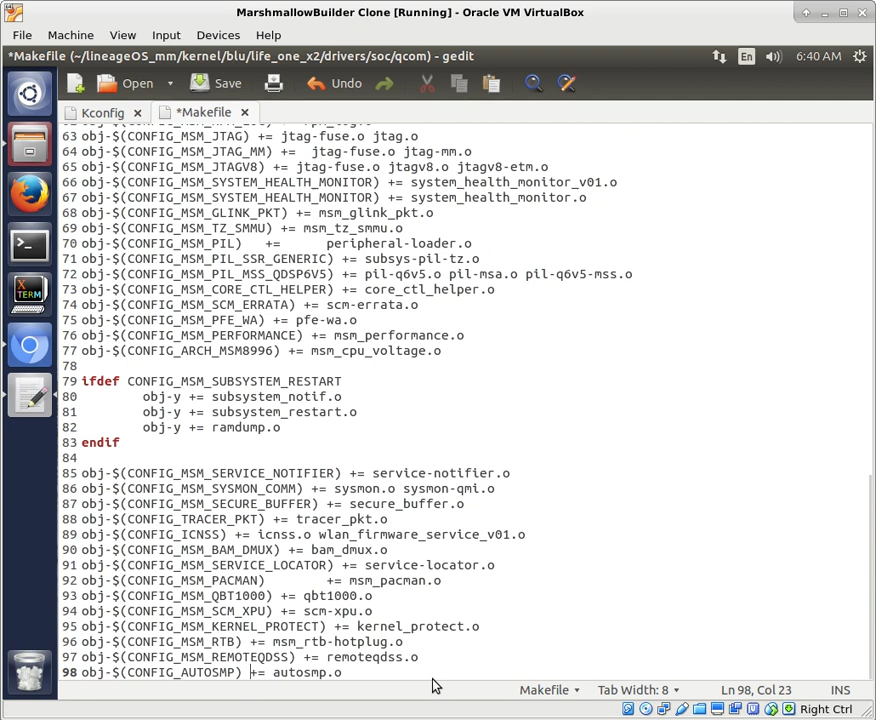 MarshmallowBuilder Clone [Running] - Oracle VM VirtualBox
File Machine View Input Devices Help
*Makefile (~/lineageOS_mm/kernel/blu/life_one_x2/drivers/soc/qcom) - gedit En 6:40 AM
Open Save Undo
Kconfig × *Makefile ×
63 obj-$(CONFIG_MSM_JTAG) += jtag-fuse.o jtag.o
64 obj-$(CONFIG_MSM_JTAG_MM) += jtag-fuse.o jtag-mm.o
65 obj-$(CONFIG_MSM_JTAGV8) += jtag-fuse.o jtagv8.o jtagv8-etm.o
66 obj-$(CONFIG_MSM_SYSTEM_HEALTH_MONITOR) += system_health_monitor_v01.o
67 obj-$(CONFIG_MSM_SYSTEM_HEALTH_MONITOR) += system_health_monitor.o
68 obj-$(CONFIG_MSM_GLINK_PKT) += msm_glink_pkt.o
69 obj-$(CONFIG_MSM_TZ_SMMU) += msm_tz_smmu.o
70 obj-$(CONFIG_MSM_PIL) += peripheral-loader.o
71 obj-$(CONFIG_MSM_PIL_SSR_GENERIC) += subsys-pil-tz.o
72 obj-$(CONFIG_MSM_PIL_MSS_QDSP6V5) += pil-q6v5.o pil-msa.o pil-q6v5-mss.o
73 obj-$(CONFIG_MSM_CORE_CTL_HELPER) += core_ctl_helper.o
74 obj-$(CONFIG_MSM_SCM_ERRATA) += scm-errata.o
75 obj-$(CONFIG_MSM_PFE_WA) += pfe-wa.o
76 obj-$(CONFIG_MSM_PERFORMANCE) += msm_performance.o
77 obj-$(CONFIG_ARCH_MSM8996) += msm_cpu_voltage.o
78
79 ifdef CONFIG_MSM_SUBSYSTEM_RESTART
80 obj-y += subsystem_notif.o
81 obj-y += subsystem_restart.o
82 obj-y += ramdump.o
83 endif
84
85 obj-$(CONFIG_MSM_SERVICE_NOTIFIER) += service-notifier.o
86 obj-$(CONFIG_MSM_SYSMON_COMM) += sysmon.o sysmon-qmi.o
87 obj-$(CONFIG_MSM_SECURE_BUFFER) += secure_buffer.o
88 obj-$(CONFIG_TRACER_PKT) += tracer_pkt.o
89 obj-$(CONFIG_ICNSS) += icnss.o wlan_firmware_service_v01.o
90 obj-$(CONFIG_MSM_BAM_DMUX) += bam_dmux.o
91 obj-$(CONFIG_MSM_SERVICE_LOCATOR) += service-locator.o
92 obj-$(CONFIG_MSM_PACMAN) += msm_pacman.o
93 obj-$(CONFIG_MSM_QBT1000) += qbt1000.o
94 obj-$(CONFIG_MSM_SCM_XPU) += scm-xpu.o
95 obj-$(CONFIG_MSM_KERNEL_PROTECT) += kernel_protect.o
96 obj-$(CONFIG_MSM_RTB) += msm_rtb-hotplug.o
97 obj-$(CONFIG_MSM_REMOTEQDSS) += remoteqdss.o
98 obj-$(CONFIG_AUTOSMP) += autosmp.o
Makefile Tab Width: 8 Ln 98, Col 23 INS
Right Ctrl